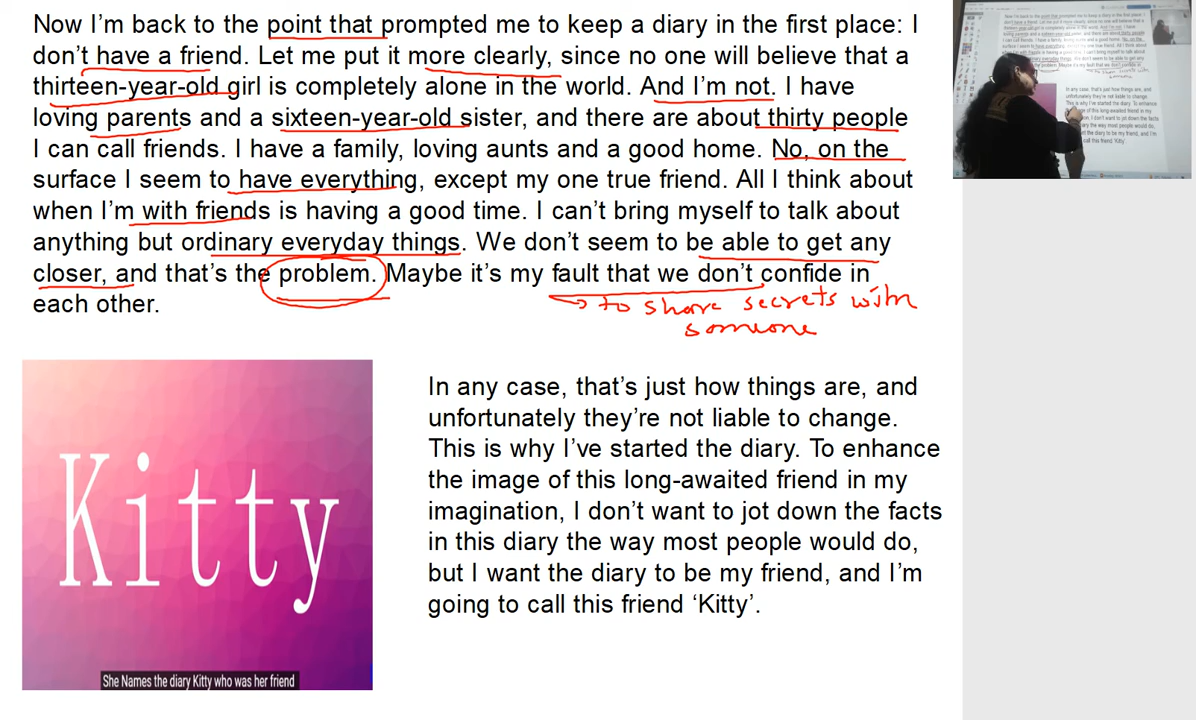 Now I'm back to the point that prompted me to keep a diary in the first place: I
don't have a friend. Let me put it more clearly, since no one will believe that a
thirteen-year-old girl is completely alone in the world. And I'm not. I have
loving parents and a sixteen-year-old sister, and there are about thirty people
I can call friends. I have a family, loving aunts and a good home. No, on the
surface I seem to have everything, except my one true friend. All I think about
when I'm with friends is having a good time. I can't bring myself to talk about
anything but ordinary everyday things. We don't seem to be able to get any
closer, and that's the problem. Maybe it's my fault that we don't confide in
each other.
to share secrets with
someone
Kitty
She Names the diary Kitty who was her friend
In any case, that's just how things are, and
unfortunately they're not liable to change.
This is why I've started the diary. To enhance
the image of this long-awaited friend in my
imagination, I don't want to jot down the facts
in this diary the way most people would do,
but I want the diary to be my friend, and I'm
going to call this friend ‘Kitty’.